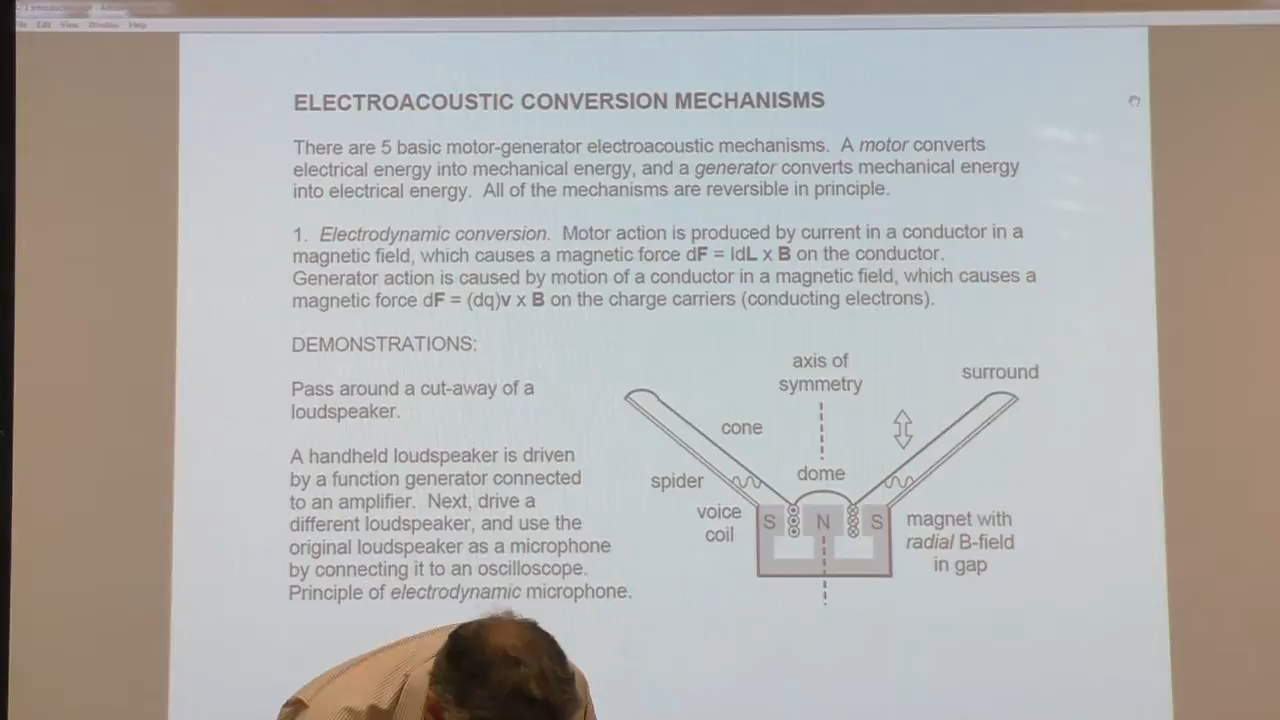 File Edit View Window Help
ELECTROACOUSTIC CONVERSION MECHANISMS
There are 5 basic motor-generator electroacoustic mechanisms. A motor converts
electrical energy into mechanical energy, and a generator converts mechanical energy
into electrical energy. All of the mechanisms are reversible in principle.
1. Electrodynamic conversion. Motor action is produced by current in a conductor in a
magnetic field, which causes a magnetic force dF = IdL x B on the conductor.
Generator action is caused by motion of a conductor in a magnetic field, which causes a
magnetic force dF = (dq)v x B on the charge carriers (conducting electrons).
DEMONSTRATIONS:
Pass around a cut-away of a
loudspeaker.
A handheld loudspeaker is driven
by a function generator connected
to an amplifier. Next, drive a
different loudspeaker, and use the
original loudspeaker as a microphone
by connecting it to an oscilloscope.
Principle of electrodynamic microphone.
axis of
symmetry
surround
cone
dome
spider
voice
coil
S N S
magnet with
radial B-field
in gap